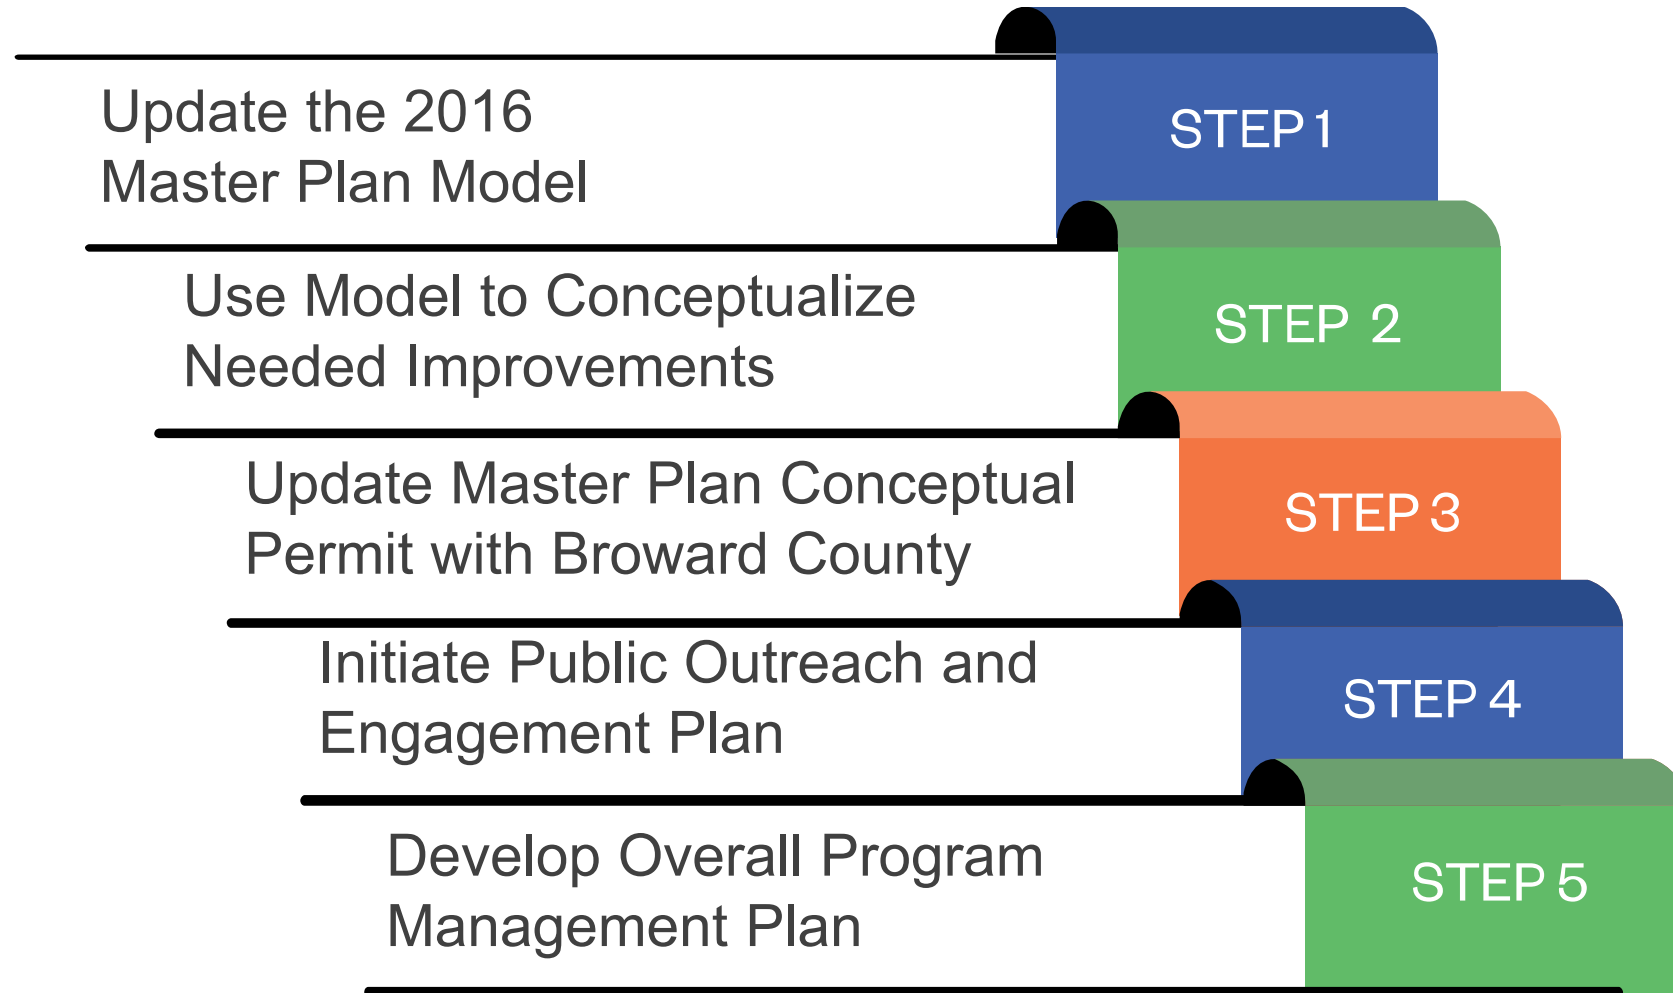 Update the 2016
Master Plan Model
STEP 1
Use Model to Conceptualize
Needed Improvements
STEP 2
Update Master Plan Conceptual
Permit with Broward County
STEP 3
Initiate Public Outreach and
Engagement Plan
STEP 4
Develop Overall Program
Management Plan
STEP 5